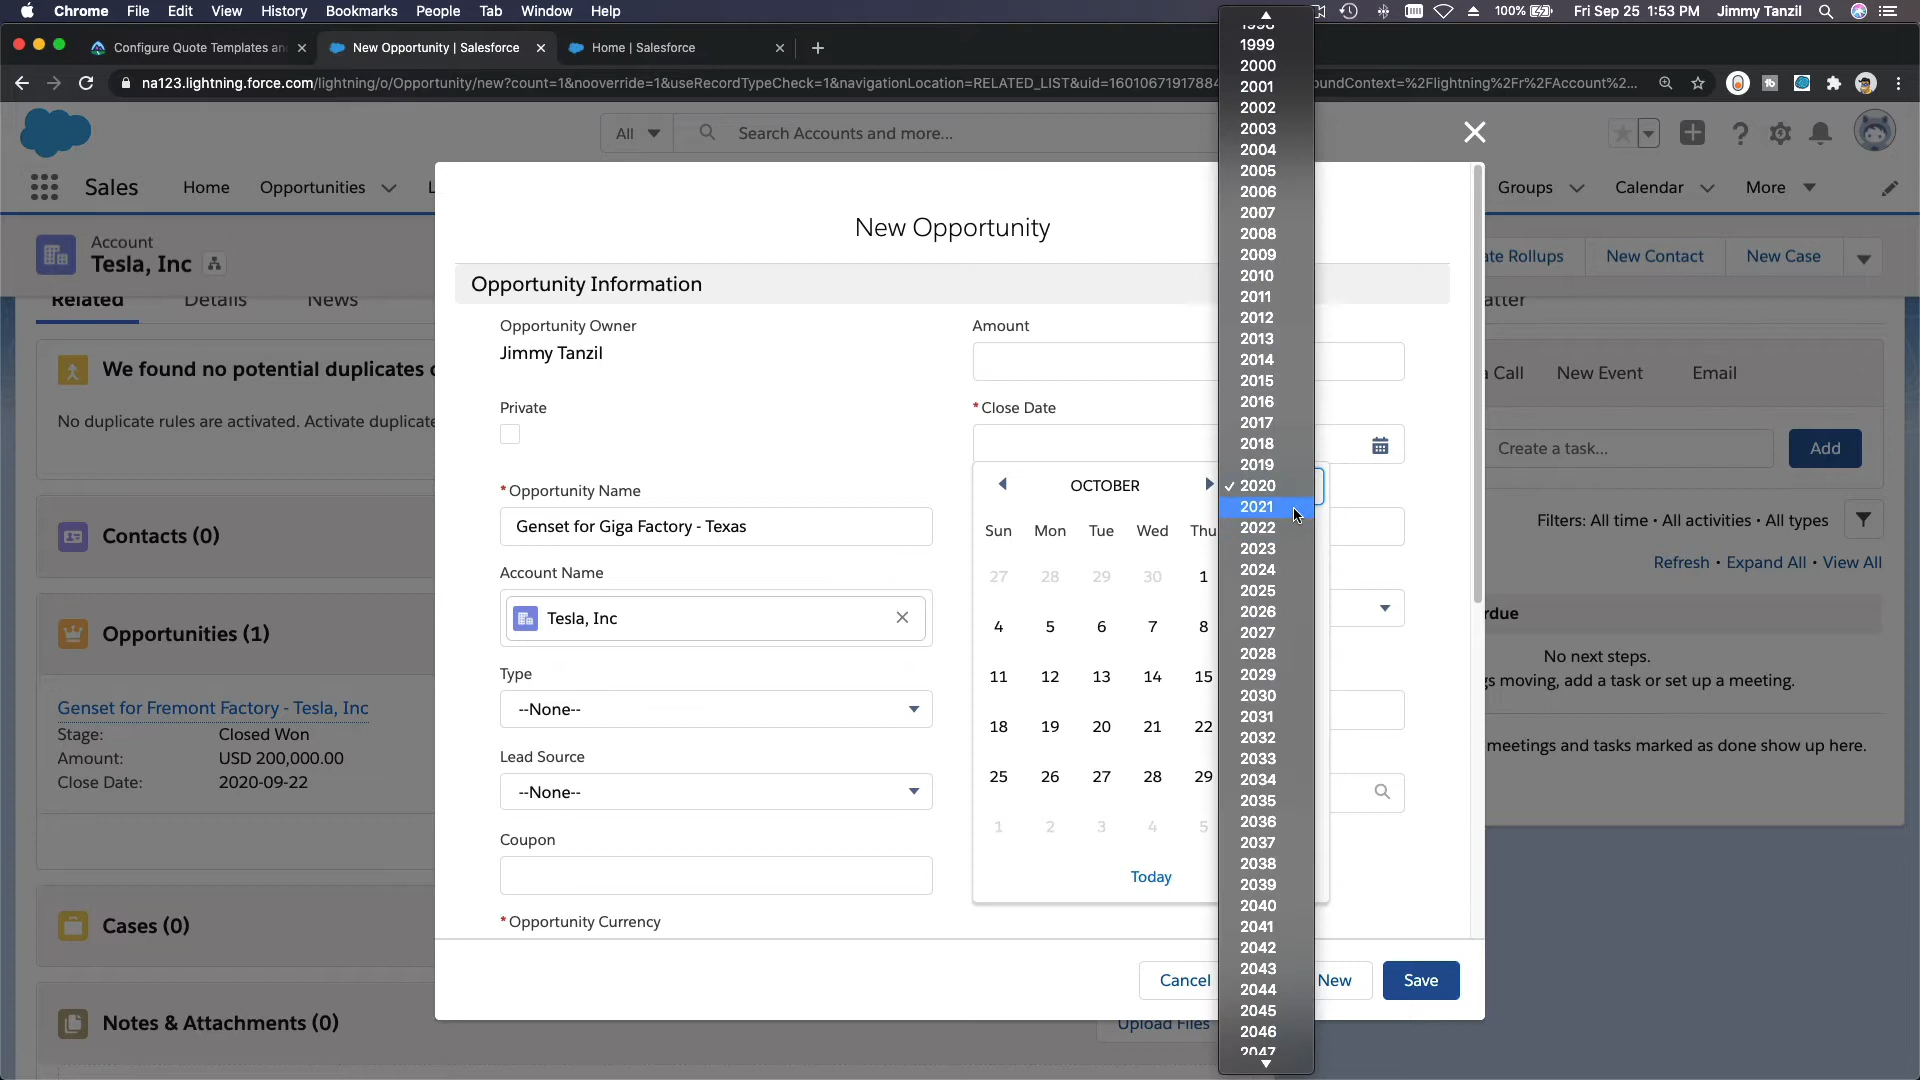 Chrome File Edit View History Bookmarks People Tab Window Help
100% Fri Sep 25 1:53 PM Jimmy Tanzil
Configure Quote Templates an
New Opportunity | Salesforce
Home | Salesforce
na123.lightning.force.com/lightning/o/Opportunity/new?count=1&nooverride=1&useRecordTypeCheck=1&navigationLocation=RELATED_LIST&uid=16010671917884
undContext=%2Flightning%2Fr%2FAccount%2...
All
Search Accounts and more...
Sales
Home
Opportunities
L
Groups
Calendar
More
Account
Tesla, Inc
ate Rollups
New Contact
New Case
Related
Details
News
atter
We found no potential duplicates o
No duplicate rules are activated. Activate duplicate
Contacts (0)
Opportunities (1)
Genset for Fremont Factory - Tesla, Inc
Stage: Closed Won
Amount: USD 200,000.00
Close Date: 2020-09-22
Cases (0)
Notes & Attachments (0)
Upload Files
New Opportunity
Opportunity Information
Opportunity Owner
Jimmy Tanzil
Private
*Opportunity Name
Genset for Giga Factory - Texas
Account Name
Tesla, Inc
Type
--None--
Lead Source
--None--
Coupon
*Opportunity Currency
Amount
*Close Date
OCTOBER
Sun Mon Tue Wed Thu
27 28 29 30 1
4 5 6 7 8
11 12 13 14 15
18 19 20 21 22
25 26 27 28 29
1 2 3 4 5
Today
1998
1999
2000
2001
2002
2003
2004
2005
2006
2007
2008
2009
2010
2011
2012
2013
2014
2015
2016
2017
2018
2019
✓ 2020
2021
2022
2023
2024
2025
2026
2027
2028
2029
2030
2031
2032
2033
2034
2035
2036
2037
2038
2039
2040
2041
2042
2043
2044
2045
2046
2047
Cancel
New
Save
a Call
New Event
Email
Create a task...
Add
Filters: All time • All activities • All types
Refresh • Expand All • View All
rdue
No next steps.
gs moving, add a task or set up a meeting.
meetings and tasks marked as done show up here.